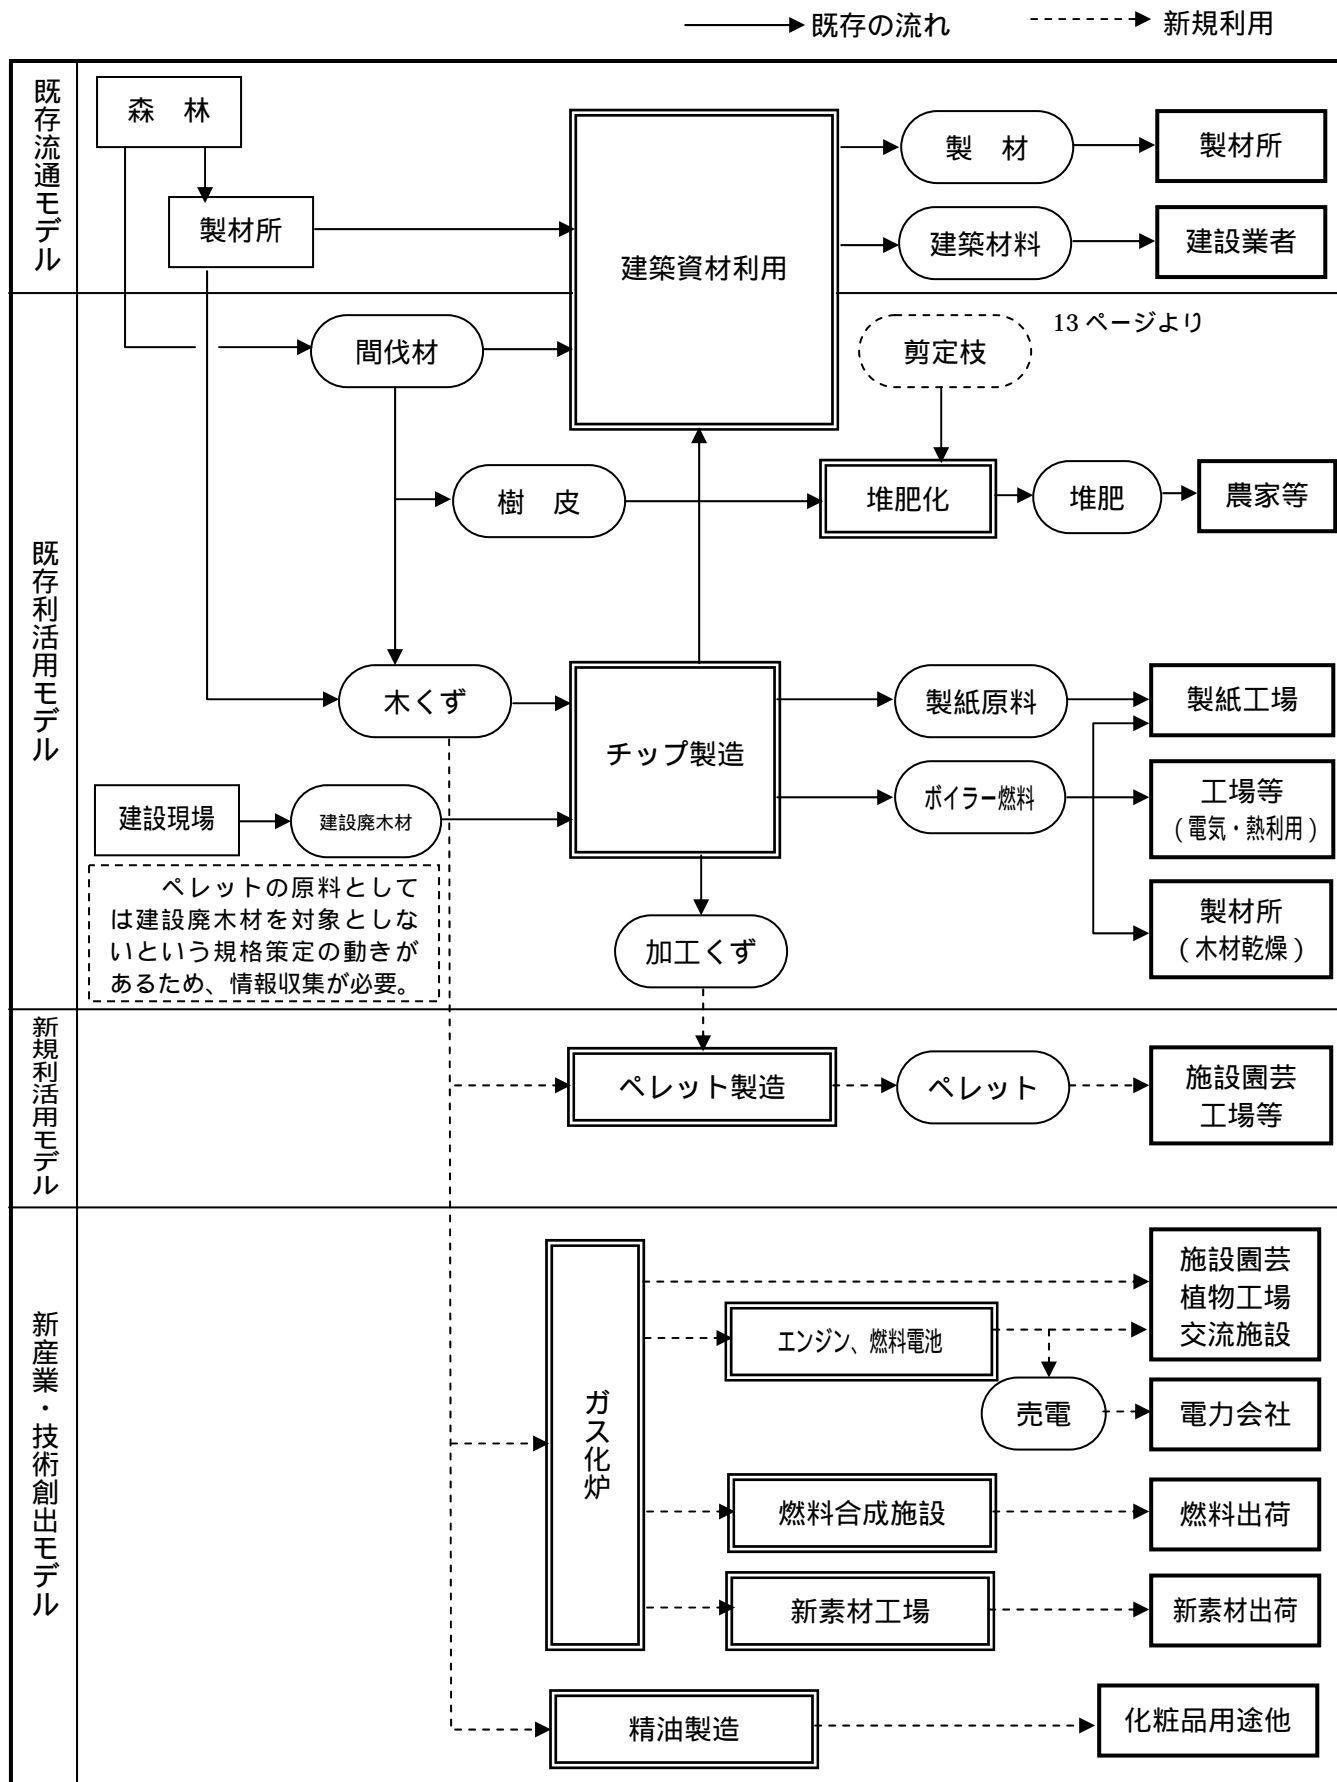 既存の流れ
新規利用
既存流通モデル
森　林
製材所
建築資材利用
製　材
製材所
建築材料
建設業者
既存利活用モデル
間伐材
剪定枝
13 ページより
樹　皮
堆肥化
堆肥
農家等
木くず
チップ製造
製紙原料
製紙工場
建設現場
建設廃木材
ボイラー燃料
工場等
（電気・熱利用）
ペレットの原料として
は建設廃木材を対象としな
いという規格策定の動きが
あるため、情報収集が必要。
加工くず
製材所
（木材乾燥）
新規利活用モデル
ペレット製造
ペレット
施設園芸
工場等
新産業・技術創出モデル
ガス化炉
施設園芸
植物工場
交流施設
エンジン、燃料電池
売電
電力会社
燃料合成施設
燃料出荷
新素材工場
新素材出荷
精油製造
化粧品用途他